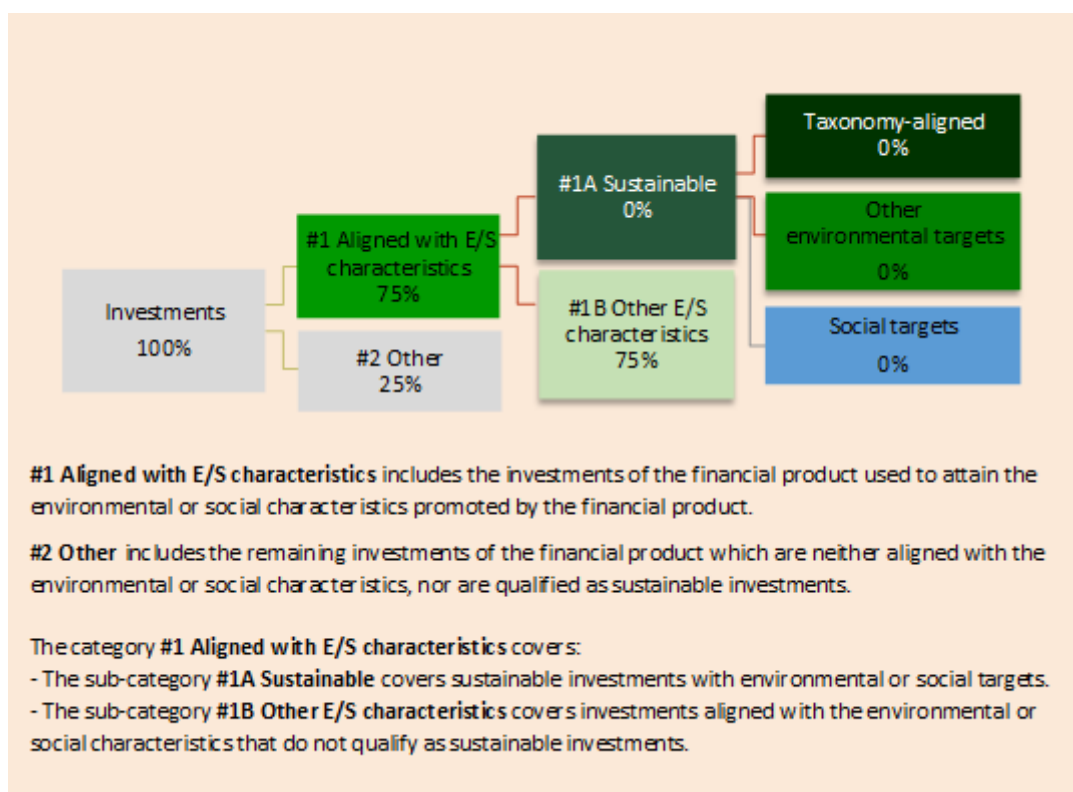 Taxonomy-aligned
0%
#1A Sustainable
0%
Other
environmental targets
0%
#1 Aligned with E/S
characteristics
75%
Investments
100%
#1B Other E/S
characteristics
75%
Social targets
0%
#2 Other
25%
#1 Aligned with E/S characteristics includes the investments of the financial product used to attain the
environmental or social characteristics promoted by the financial product.
#2 Other includes the remaining investments of the financial product which are neither aligned with the
environmental or social characteristics, nor are qualified as sustainable investments.
The category #1 Aligned with E/S characteristics covers:
- The sub-category #1A Sustainable covers sustainable investments with environmental or social targets.
- The sub-category #1B Other E/S characteristics covers investments aligned with the environmental or
social characteristics that do not qualify as sustainable investments.